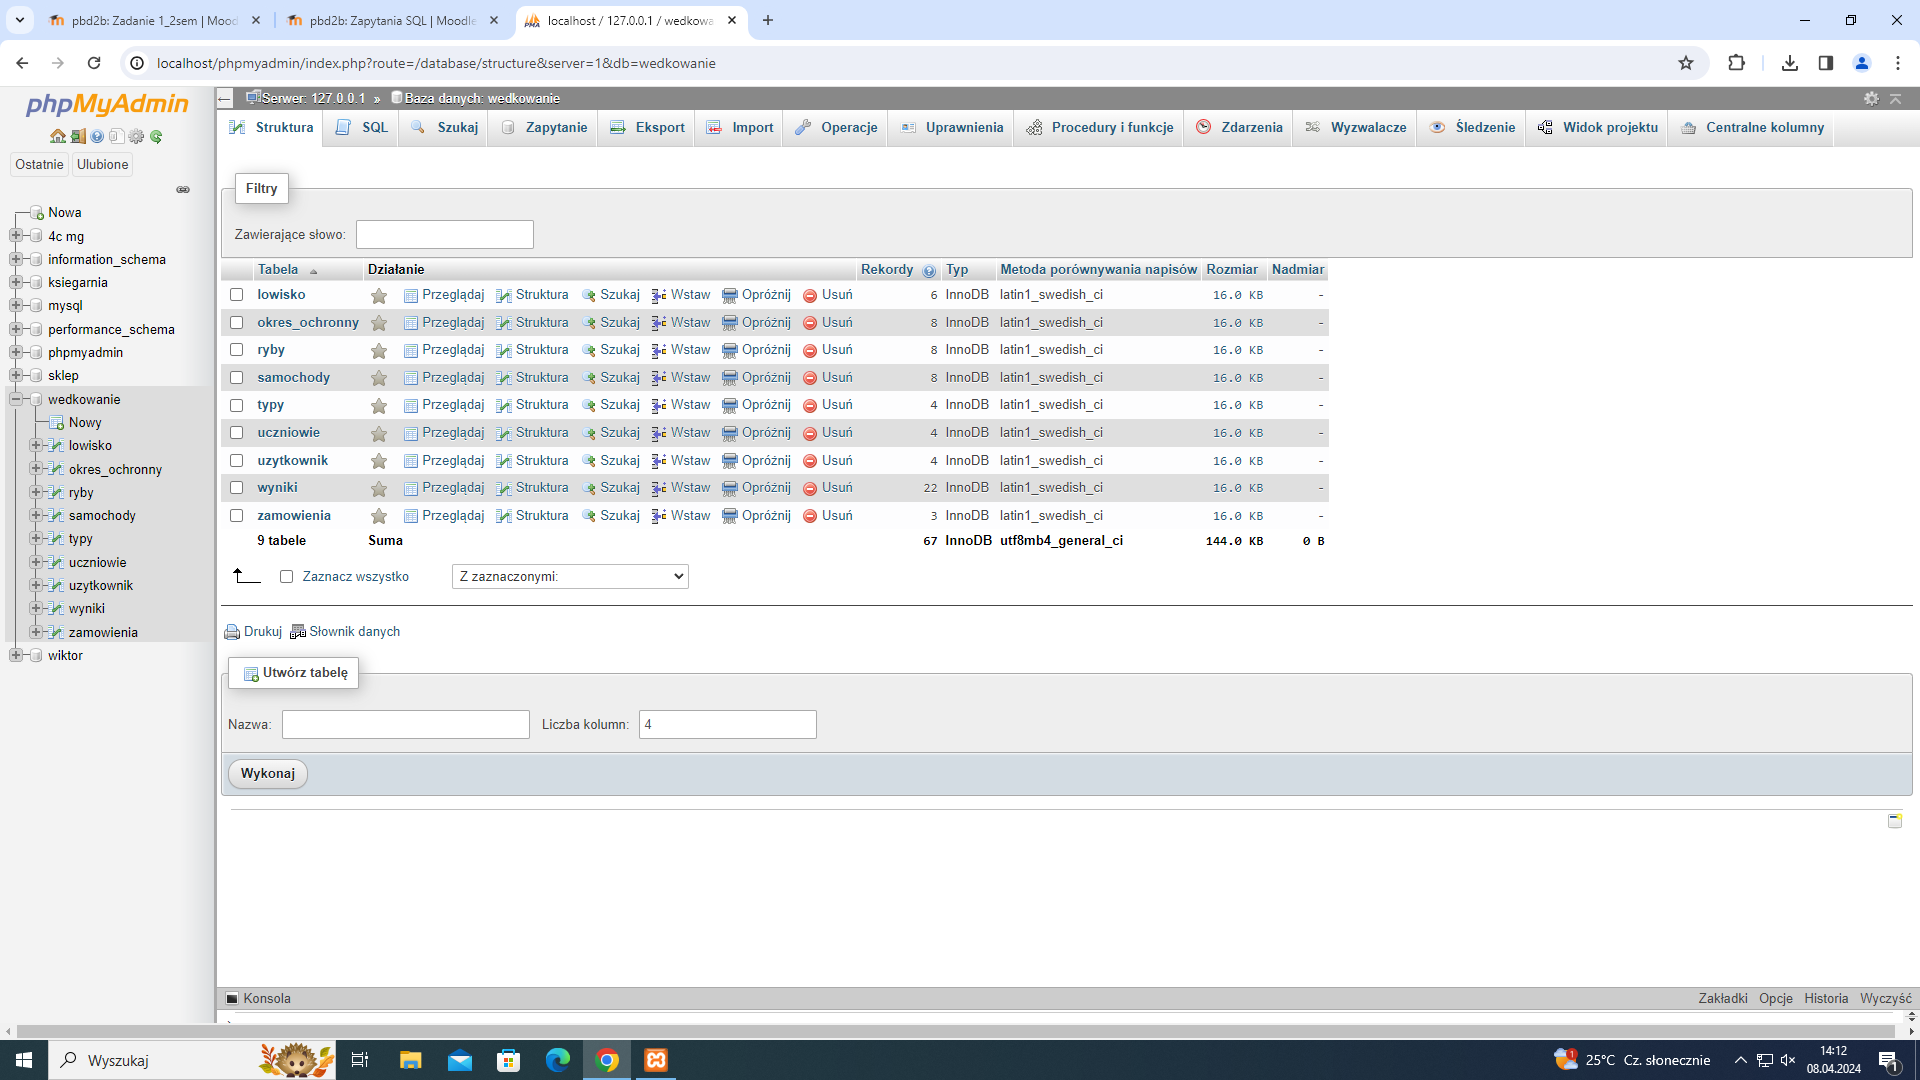 pbd2b: Zadanie 1_2sem | Mood
pbd2b: Zapytania SQL | Moodle
localhost / 127.0.0.1 / wedkowa
localhost/phpmyadmin/index.php?route=/database/structure&server=1&db=wedkowanie
phpMyAdmin
Ostatnie Ulubione
Nowa
4c mg
information_schema
ksiegarnia
mysql
performance_schema
phpmyadmin
sklep
wedkowanie
Nowy
lowisko
okres_ochronny
ryby
samochody
typy
uczniowie
uzytkownik
wyniki
zamowienia
wiktor
Serwer: 127.0.0.1 » Baza danych: wedkowanie
Struktura SQL Szukaj Zapytanie Eksport Import Operacje Uprawnienia Procedury i funkcje Zdarzenia Wyzwalacze Śledzenie Widok projektu Centralne kolumny
Filtry
Zawierające słowo:
Tabela Działanie Rekordy Typ Metoda porównywania napisów Rozmiar Nadmiar
lowisko Przeglądaj Struktura Szukaj Wstaw Opróżnij Usuń 6 InnoDB latin1_swedish_ci 16.0 KB -
okres_ochronny Przeglądaj Struktura Szukaj Wstaw Opróżnij Usuń 8 InnoDB latin1_swedish_ci 16.0 KB -
ryby Przeglądaj Struktura Szukaj Wstaw Opróżnij Usuń 8 InnoDB latin1_swedish_ci 16.0 KB -
samochody Przeglądaj Struktura Szukaj Wstaw Opróżnij Usuń 8 InnoDB latin1_swedish_ci 16.0 KB -
typy Przeglądaj Struktura Szukaj Wstaw Opróżnij Usuń 4 InnoDB latin1_swedish_ci 16.0 KB -
uczniowie Przeglądaj Struktura Szukaj Wstaw Opróżnij Usuń 4 InnoDB latin1_swedish_ci 16.0 KB -
uzytkownik Przeglądaj Struktura Szukaj Wstaw Opróżnij Usuń 4 InnoDB latin1_swedish_ci 16.0 KB -
wyniki Przeglądaj Struktura Szukaj Wstaw Opróżnij Usuń 22 InnoDB latin1_swedish_ci 16.0 KB -
zamowienia Przeglądaj Struktura Szukaj Wstaw Opróżnij Usuń 3 InnoDB latin1_swedish_ci 16.0 KB -
9 tabele Suma 67 InnoDB utf8mb4_general_ci 144.0 KB 0 B
Zaznacz wszystko Z zaznaczonymi:
Drukuj Słownik danych
Utwórz tabelę
Nazwa: Liczba kolumn: 4
Wykonaj
Konsola Zakładki Opcje Historia Wyczyść
Wyszukaj
1 25°C Cz. słonecznie
14:12
08.04.2024
1